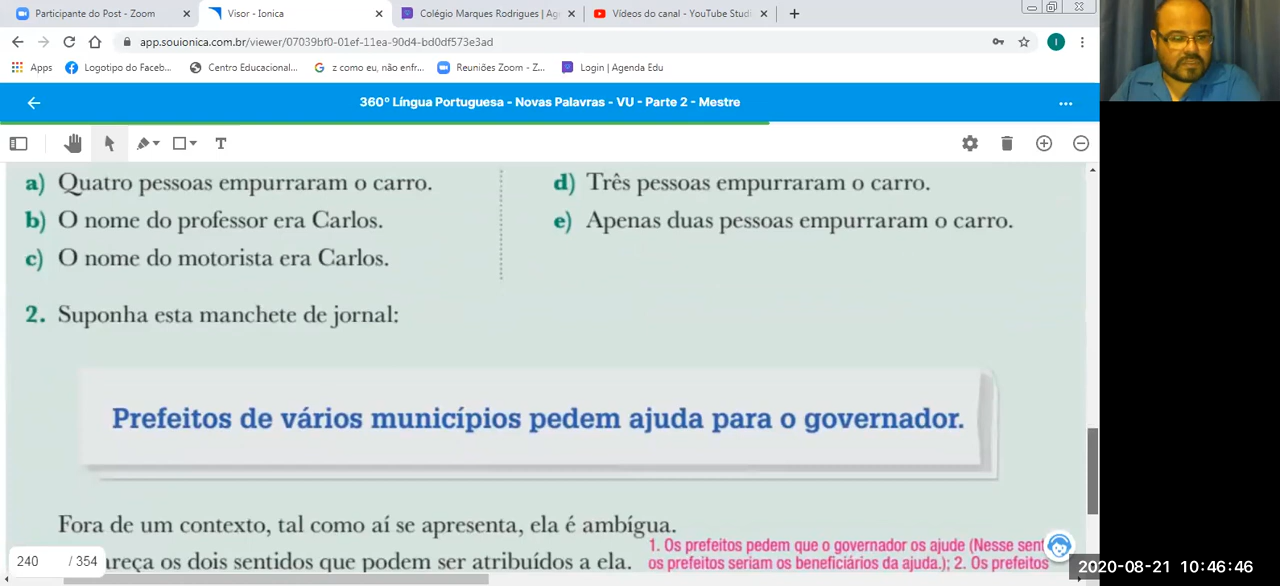 Participante do Post - Zoom
Visor - Ionica
Colégio Marques Rodrigues | Ag
Vídeos do canal - YouTube Studi
app.souionica.com.br/viewer/07039bf0-01ef-11ea-90d4-bd0df573e3ad
I
Apps
Logotipo do Faceb...
Centro Educacional...
z como eu, não enfr...
Reuniões Zoom - Z...
Login | Agenda Edu
360° Língua Portuguesa - Novas Palavras - VU - Parte 2 - Mestre
T
a) Quatro pessoas empurraram o carro.
b) O nome do professor era Carlos.
c) O nome do motorista era Carlos.
d) Três pessoas empurraram o carro.
e) Apenas duas pessoas empurraram o carro.
2. Suponha esta manchete de jornal:
Prefeitos de vários municípios pedem ajuda para o governador.
Fora de um contexto, tal como aí se apresenta, ela é ambígua.
areça os dois sentidos que podem ser atribuídos a ela.
1. Os prefeitos pedem que o governador os ajude (Nesse sent
os prefeitos seriam os beneficiários da ajuda.); 2. Os prefeitos
240 / 354
2020-08-21 10:46:46